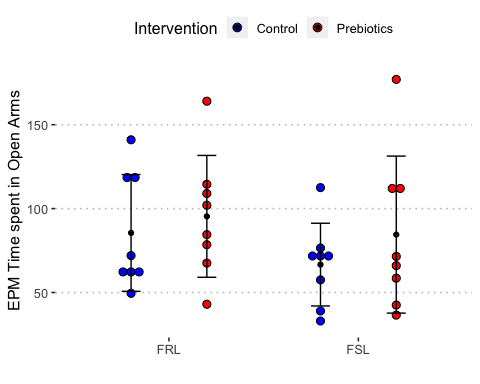 Intervention Control Prebiotics
EPM Time spent in Open Arms
150
100
50
FRL FSL